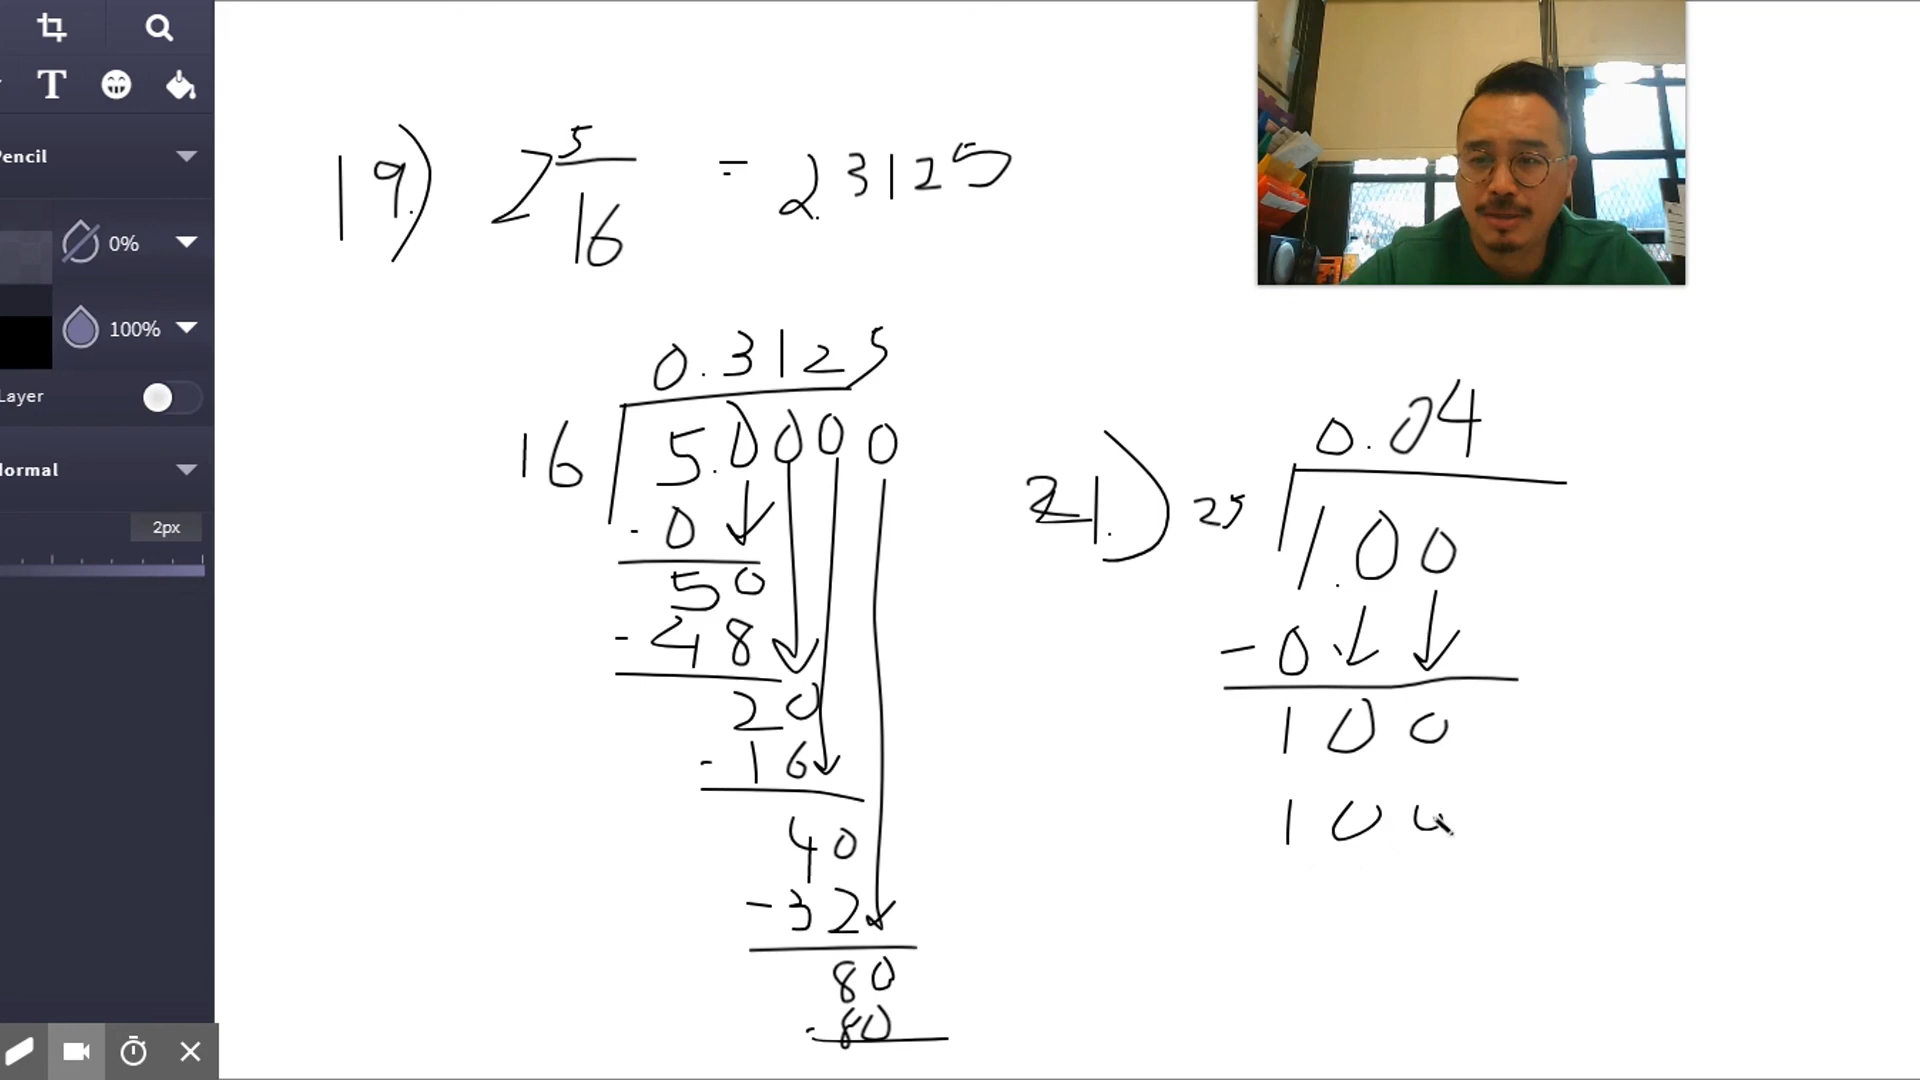 T
Pencil
0%
100%
Layer
Normal
2px
19.) 2 5/16 = 2.3125
0.3125
16 5.0000
- 0
50
- 48
20
- 16
40
- 32
80
- 80
0.04
21.) 25 1.00
- 0
100
10